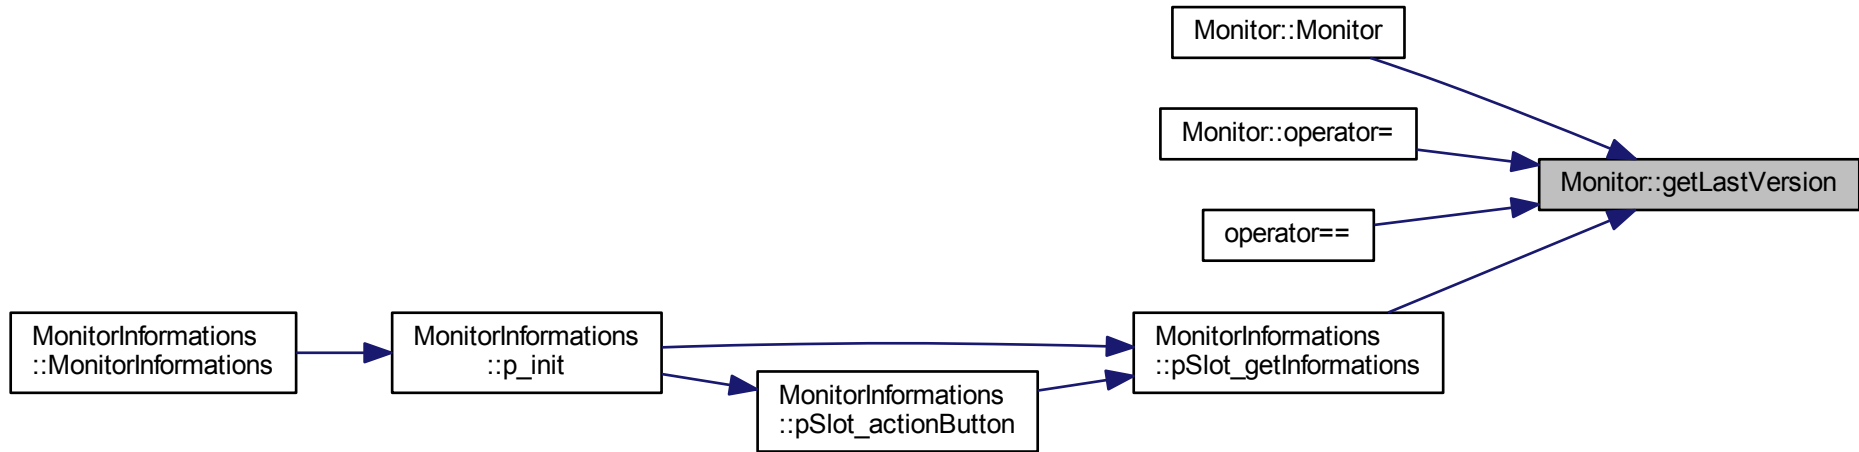 Monitor::Monitor
Monitor::operator=
Monitor::getLastVersion
operator==
MonitorInformations
::MonitorInformations
MonitorInformations
::p_init
MonitorInformations
::pSlot_getInformations
MonitorInformations
::pSlot_actionButton